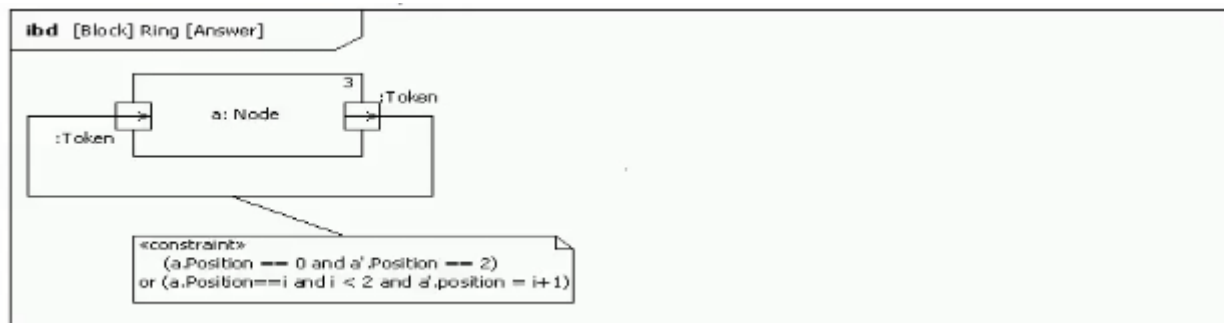 ibd [Block] Ring [Answer]
3
:Token
a: Node
:Token
«constraint»
(a.Position == 0 and a'.Position == 2)
or (a.Position==i and i < 2 and a'.position = i+1)